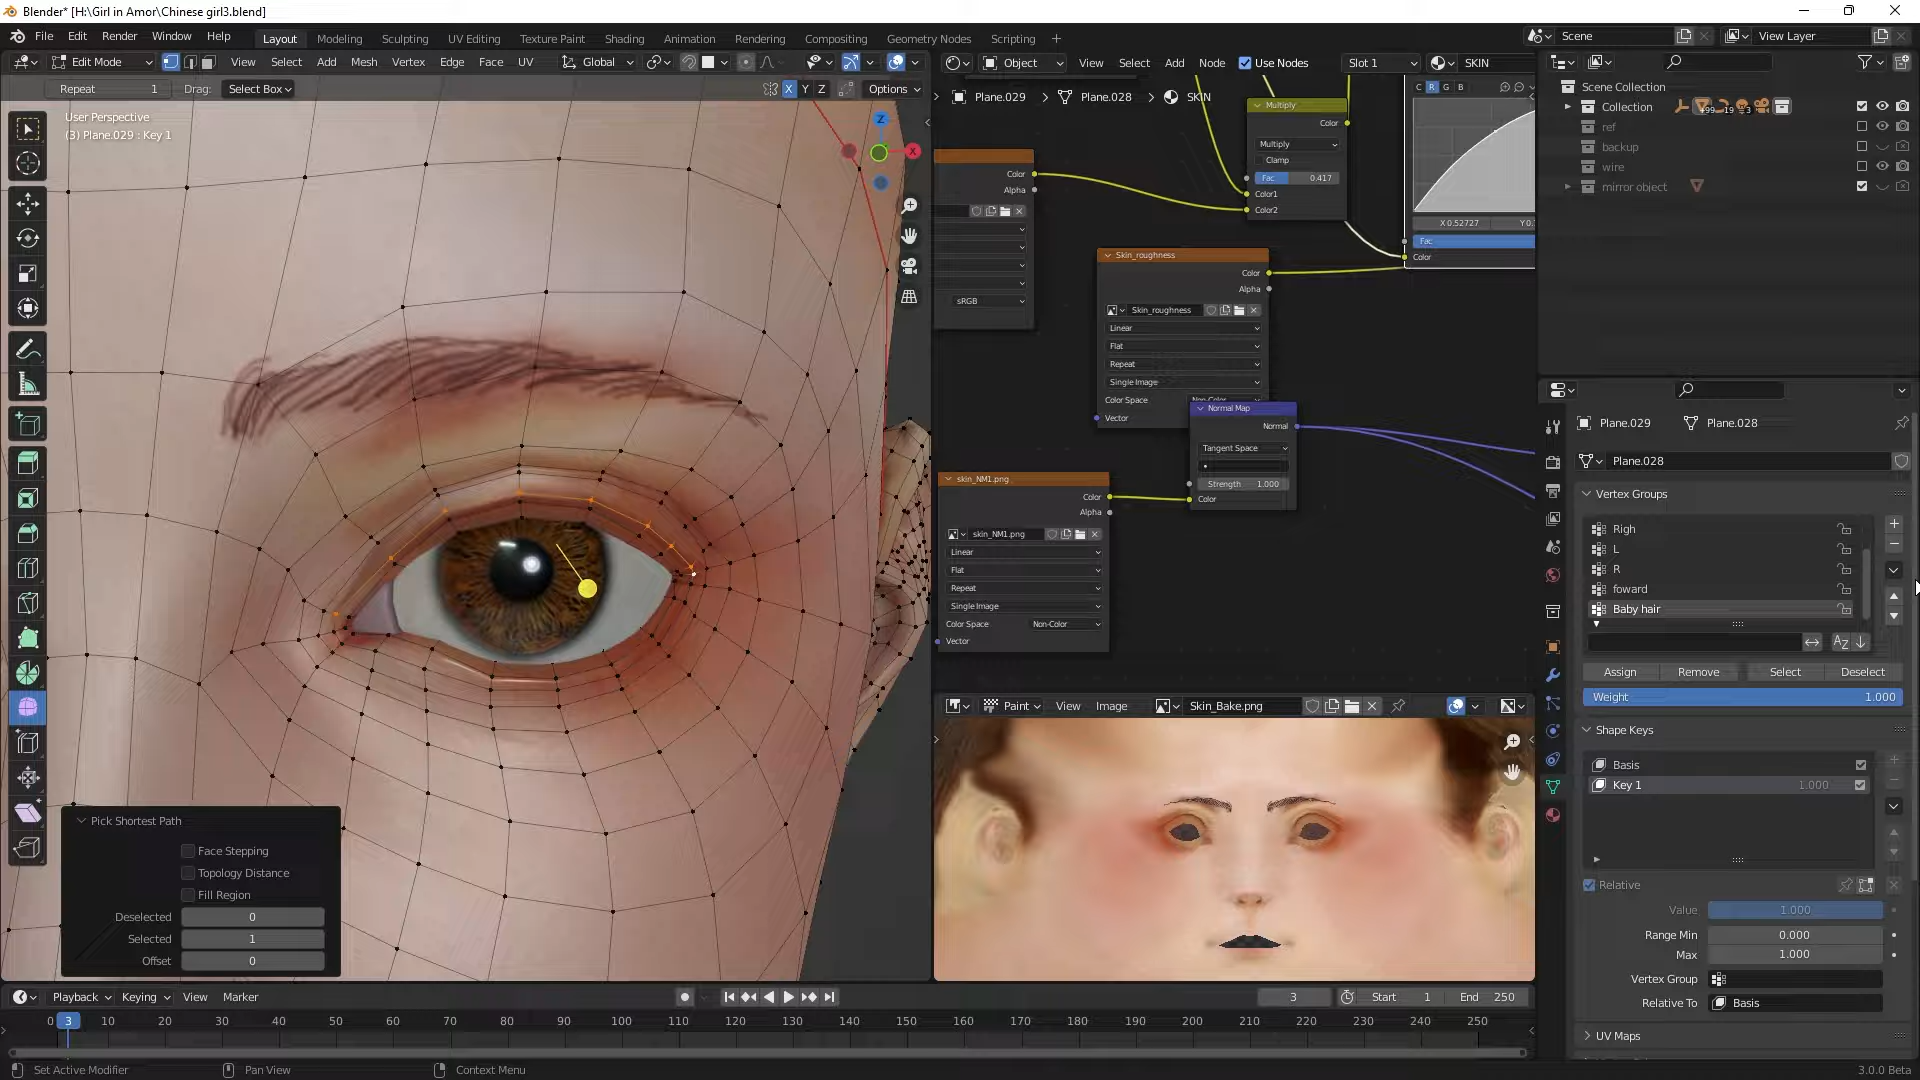 Blender* [H:\Girl in Amor\Chinese girl3.blend]
File Edit Render Window Help
Layout Modeling Sculpting UV Editing Texture Paint Shading Animation Rendering Compositing Geometry Nodes Scripting +
Scene
View Layer
Edit Mode View Select Add Mesh Vertex Edge Face UV Global
Repeat 1 Drag: Select Box X Y Z Options
User Perspective
(3) Plane.029 : Key 1
Z
X
Pick Shortest Path
Face Stepping
Topology Distance
Fill Region
Deselected 0
Selected 1
Offset 0
Object View Select Add Node Use Nodes Slot 1 SKIN
Plane.029 Plane.028 SKIN
Color
Alpha
sRGB
Multiply
Color
Multiply
Clamp
Fac 0.417
Color1
Color2
C R G B
X 0.52727
Fac
Color
Skin_roughness
Color
Alpha
Skin_roughness
Linear
Flat
Repeat
Single Image
Color Space
Vector
Normal Map
Normal
Tangent Space
Strength 1.000
Color
skin_NM1.png
Color
Alpha
skin_NM1.png
Linear
Flat
Repeat
Single Image
Color Space Non-Color
Vector
Paint View Image Skin_Bake.png
Scene Collection
Collection
ref
backup
wire
mirror object
Plane.029 Plane.028
Plane.028
Vertex Groups
Righ
L
R
foward
Baby hair
Assign Remove Select Deselect
Weight 1.000
Shape Keys
Basis
Key 1 1.000
Relative
Value 1.000
Range Min 0.000
Max 1.000
Vertex Group
Relative To Basis
UV Maps
Playback Keying View Marker
3 Start 1 End 250
0 3 10 20 30 40 50 60 70 80 90 100 110 120 130 140 150 160 170 180 190 200 210 220 230 240 250
Set Active Modifier Pan View Context Menu
3.0.0 Beta